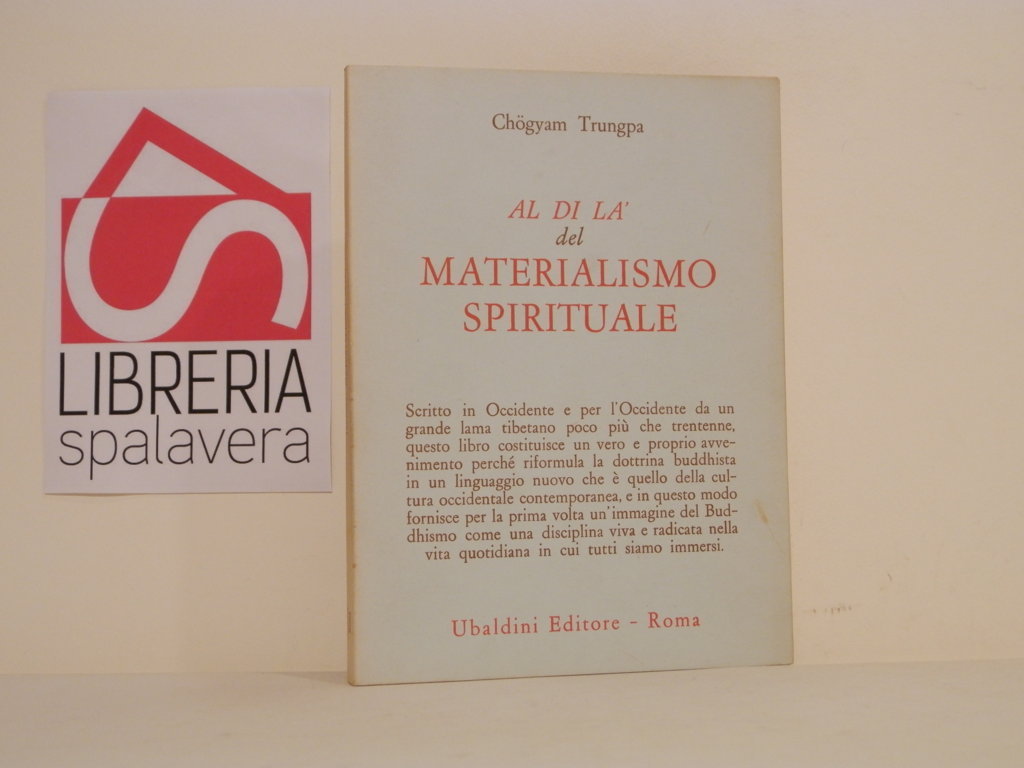 LIBRERIA
spalavera
Chögyam Trungpa
AL DI LA'
del
MATERIALISMO
SPIRITUALE
Scritto in Occidente e per l'Occidente da un
grande lama tibetano poco più che trentenne,
questo libro costituisce un vero e proprio avve-
nimento perché riformula la dottrina buddhista
in un linguaggio nuovo che è quello della cul-
tura occidentale contemporanea, e in questo modo
fornisce per la prima volta un'immagine del Bud-
dhismo come una disciplina viva e radicata nella
vita quotidiana in cui tutti siamo immersi.
Ubaldini Editore - Roma